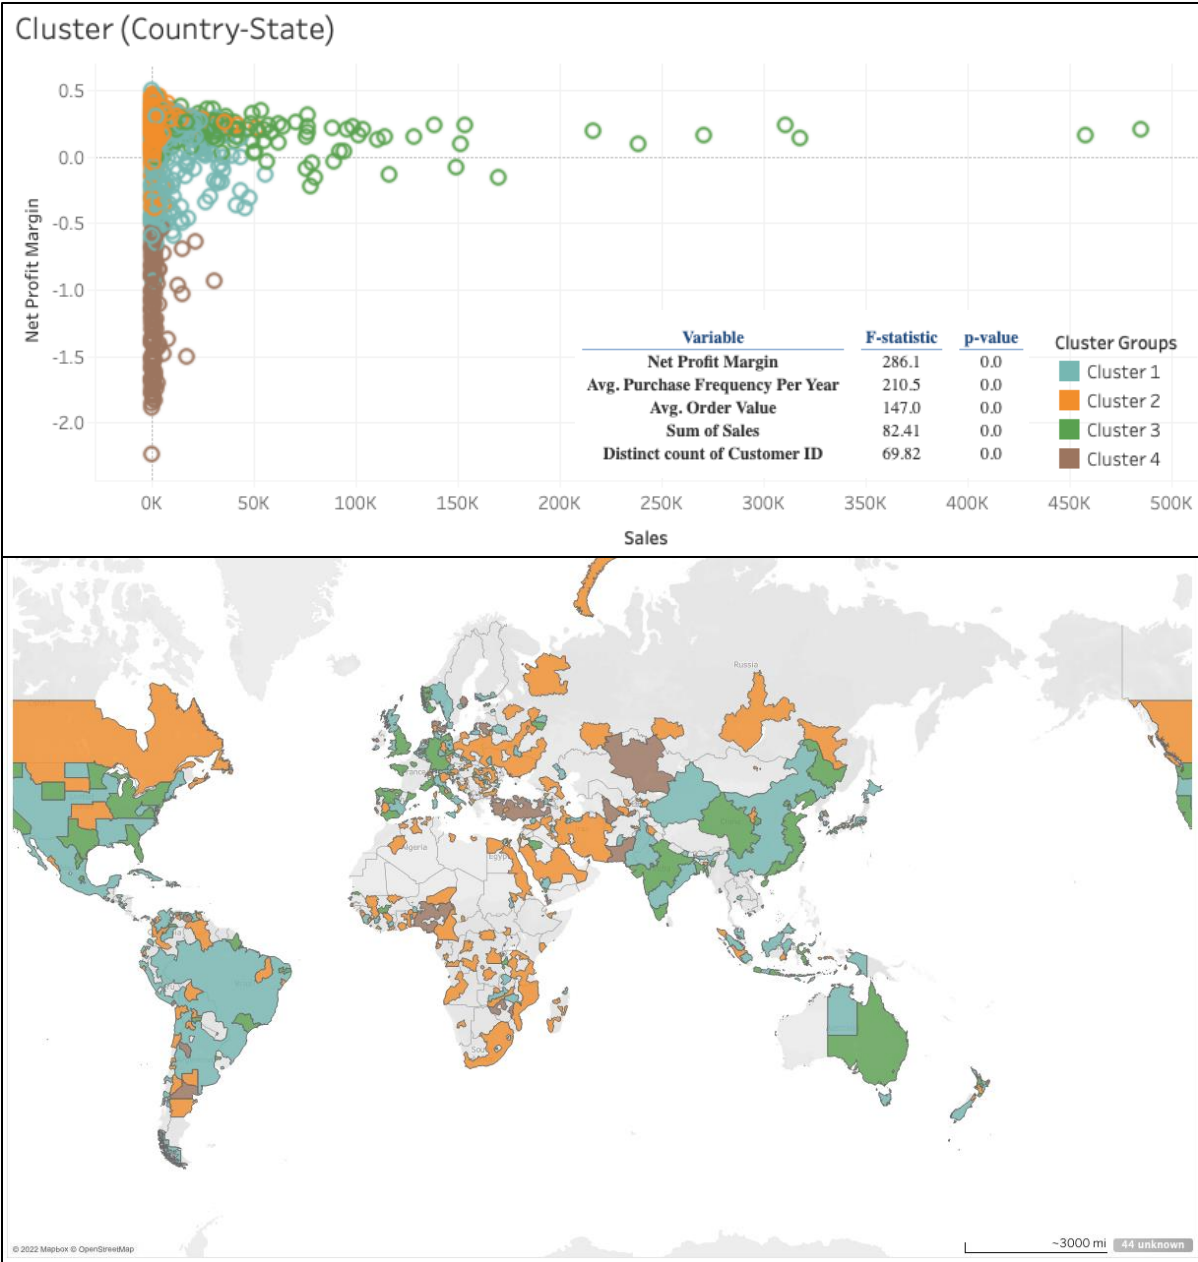 Cluster (Country-State)
0.5
0.0
-0.5
-1.0
-1.5
-2.0
Net Profit Margin
Variable F-statistic p-value
Net Profit Margin 286.1 0.0
Avg. Purchase Frequency Per Year 210.5 0.0
Avg. Order Value 147.0 0.0
Sum of Sales 82.41 0.0
Distinct count of Customer ID 69.82 0.0
Cluster Groups
Cluster 1
Cluster 2
Cluster 3
Cluster 4
0K 50K 100K 150K 200K 250K 300K 350K 400K 450K 500K
Sales
Russia
© 2022 Mapbox © OpenStreetMap
~3000 mi 44 unknown